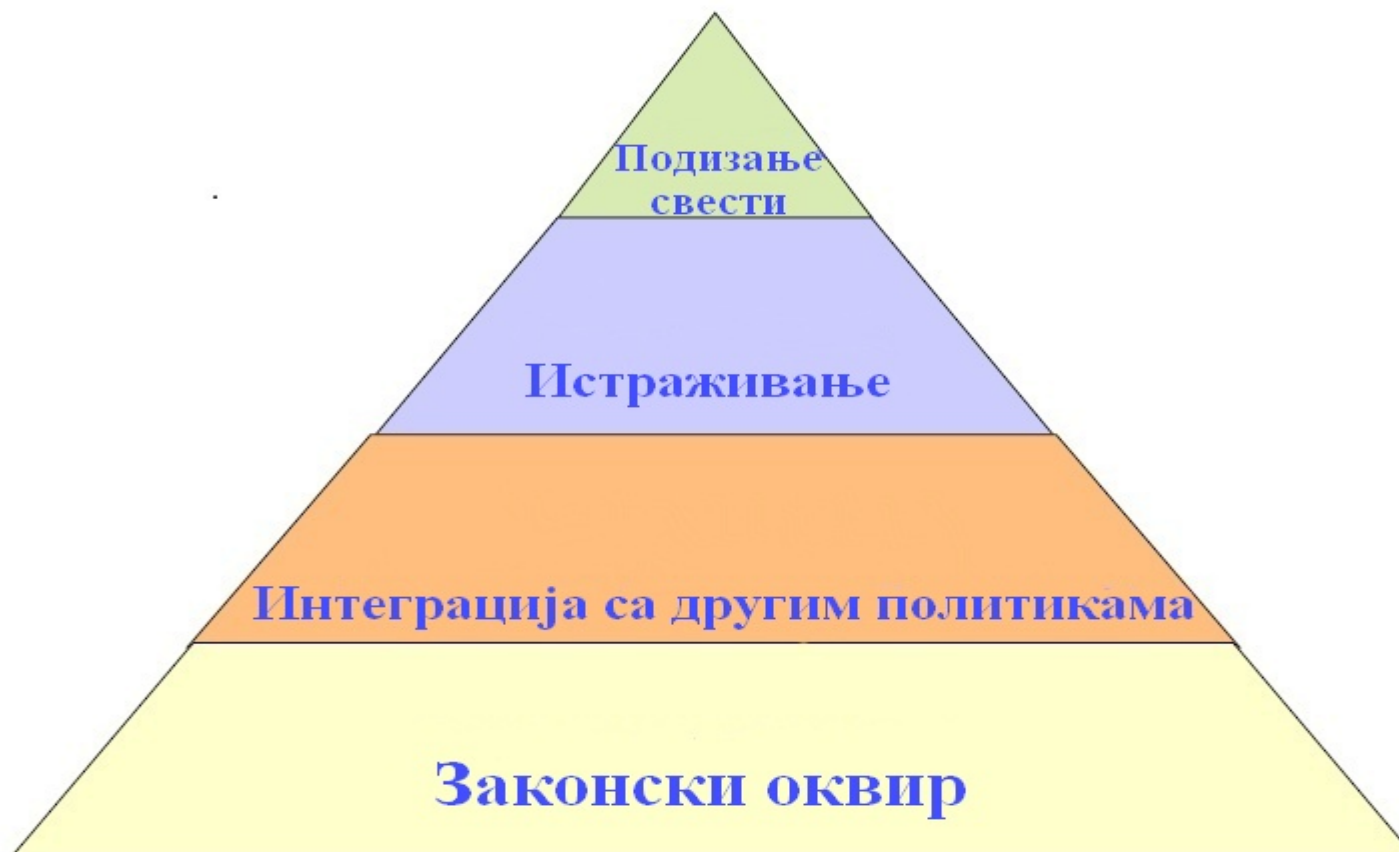 Подизање
свести
Истраживање
Интеграција са другим политикама
Законски оквир